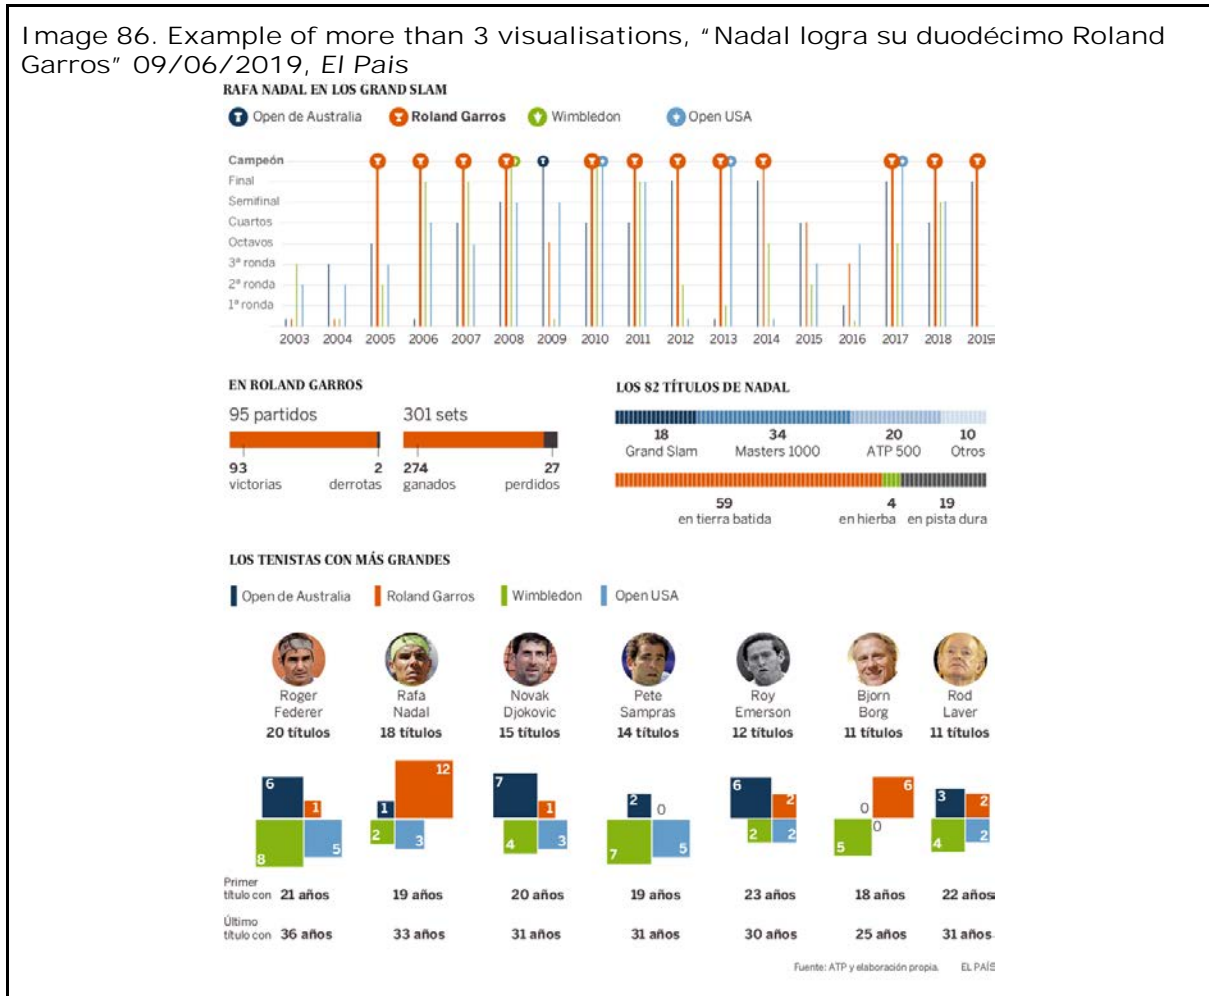 Image 86. Example of more than 3 visualisations, “Nadal logra su duodécimo Roland
Garros” 09/06/2019, El Pais
RAFA NADAL EN LOS GRAND SLAM
Open de Australia Roland Garros Wimbledon Open USA
Campeón
Final
Semifinal
Cuartos
Octavos
3ª ronda
2ª ronda
1ª ronda
2003 2004 2005 2006 2007 2008 2009 2010 2011 2012 2013 2014 2015 2016 2017 2018 2019
EN ROLAND GARROS
95 partidos 301 sets
93 2 274 27
victorias derrotas ganados perdidos
LOS 82 TÍTULOS DE NADAL
18 34 20 10
Grand Slam Masters 1000 ATP 500 Otros
59 4 19
en tierra batida en hierba en pista dura
LOS TENISTAS CON MÁS GRANDES
Open de Australia Roland Garros Wimbledon Open USA
Roger Rafa Novak Pete Roy Bjorn Rod
Federer Nadal Djokovic Sampras Emerson Borg Laver
20 títulos 18 títulos 15 títulos 14 títulos 12 títulos 11 títulos 11 títulos
6 1 1 12 7 1 2 0 6 2 0 6 3 2
8 5 2 3 4 3 7 5 2 2 5 0 4 2
Primer
título con 21 años 19 años 20 años 19 años 23 años 18 años 22 años
Último
título con 36 años 33 años 31 años 31 años 30 años 25 años 31 años
Fuente: ATP y elaboración propia. EL PAÍS